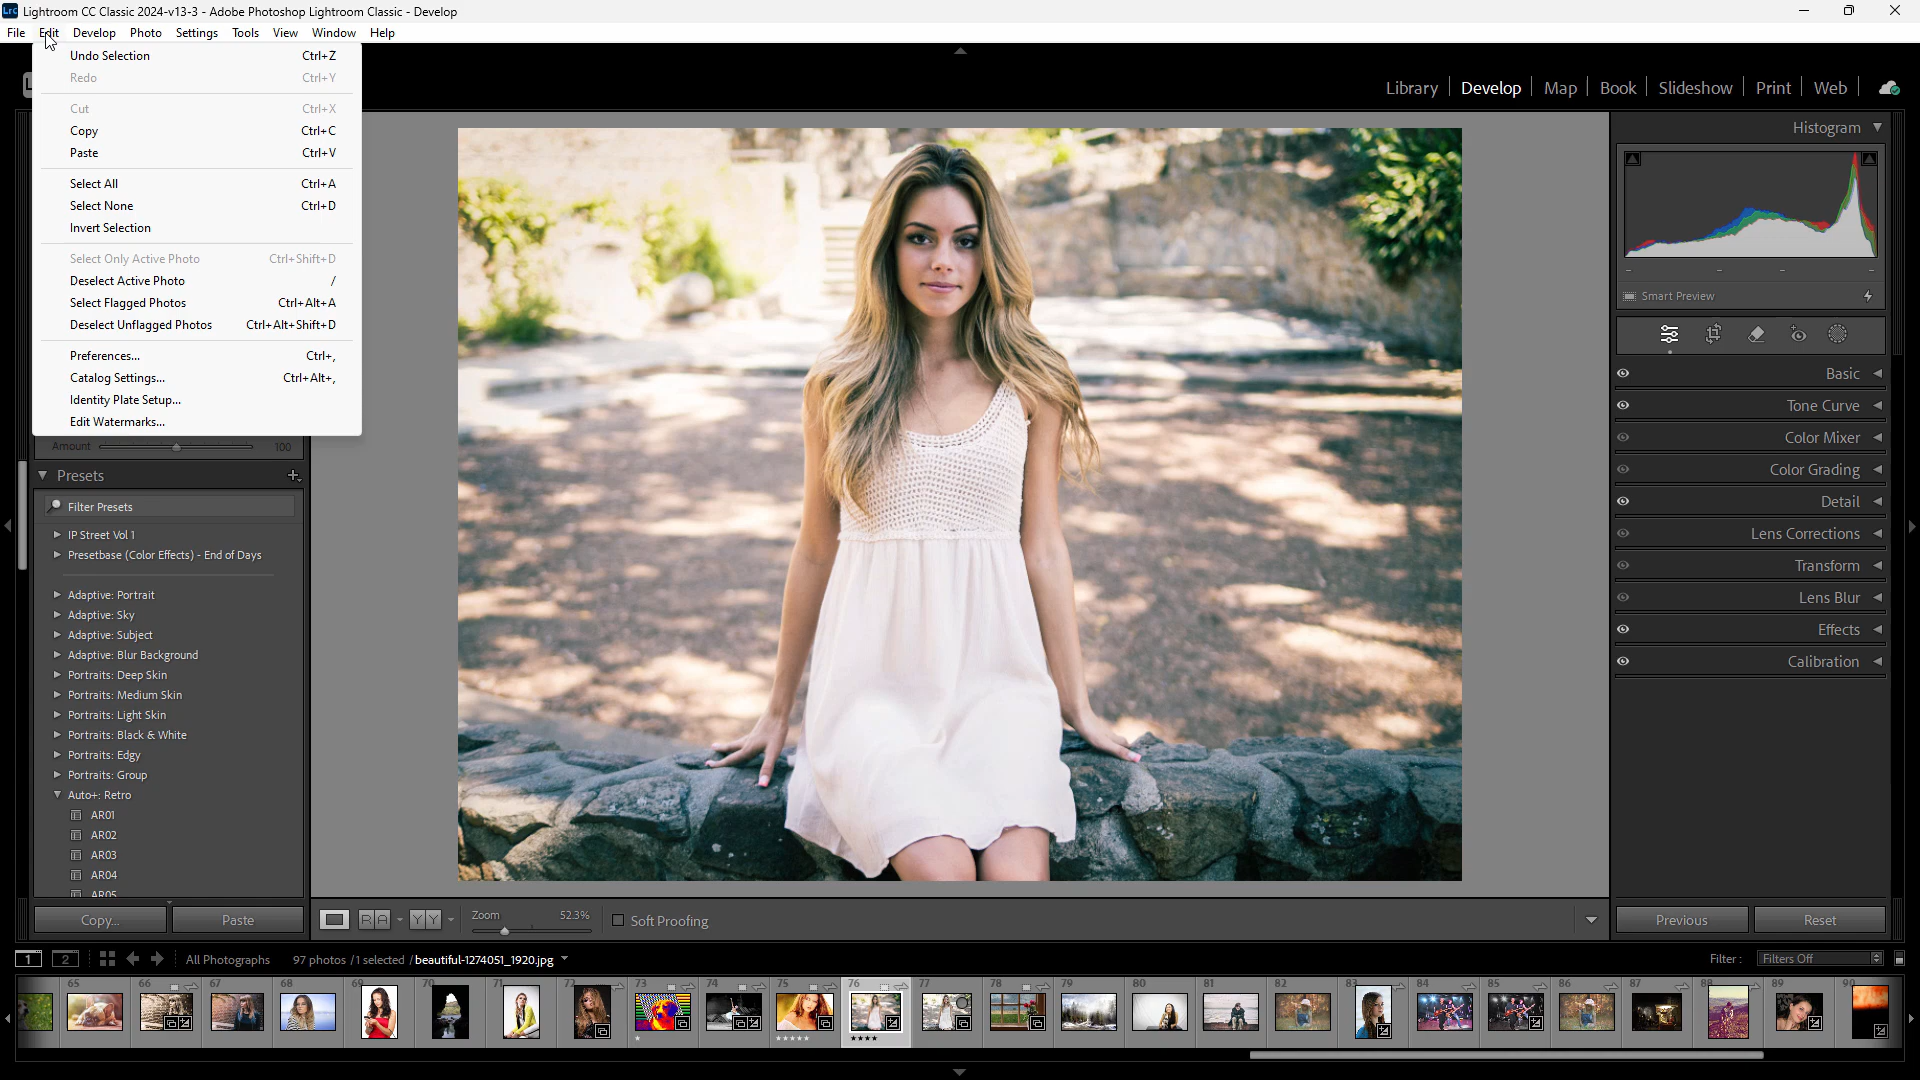 Lrc Lightroom CC Classic 2024-v13-3 - Adobe Photoshop Lightroom Classic - Develop
File Edit Develop Photo Settings Tools View Window Help
Undo Selection Ctrl+Z
Redo Ctrl+Y
Cut Ctrl+X
Copy Ctrl+C
Paste Ctrl+V
Select All Ctrl+A
Select None Ctrl+D
Invert Selection
Select Only Active Photo Ctrl+Shift+D
Deselect Active Photo /
Select Flagged Photos Ctrl+Alt+A
Deselect Unflagged Photos Ctrl+Alt+Shift+D
Preferences... Ctrl+,
Catalog Settings... Ctrl+Alt+,
Identity Plate Setup...
Edit Watermarks...
Library Develop Map Book Slideshow Print Web
Amount 100
Presets
Filter Presets
IP Street Vol 1
Presetbase (Color Effects) - End of Days
Adaptive: Portrait
Adaptive: Sky
Adaptive: Subject
Adaptive: Blur Background
Portraits: Deep Skin
Portraits: Medium Skin
Portraits: Light Skin
Portraits: Black & White
Portraits: Edgy
Portraits: Group
Auto+: Retro
AR01
AR02
AR03
AR04
AR05
Copy... Paste
Histogram
Smart Preview
Basic
Tone Curve
Color Mixer
Color Grading
Detail
Lens Corrections
Transform
Lens Blur
Effects
Calibration
R A Y Y Zoom 52.3% Soft Proofing
Previous Reset
1 2 All Photographs 97 photos / 1 selected / beautiful-1274051_1920.jpg Filter : Filters Off
65 66 67 68 69 70 71 72 73 74 75 76 77 78 79 80 81 82 83 84 85 86 87 88 89 90